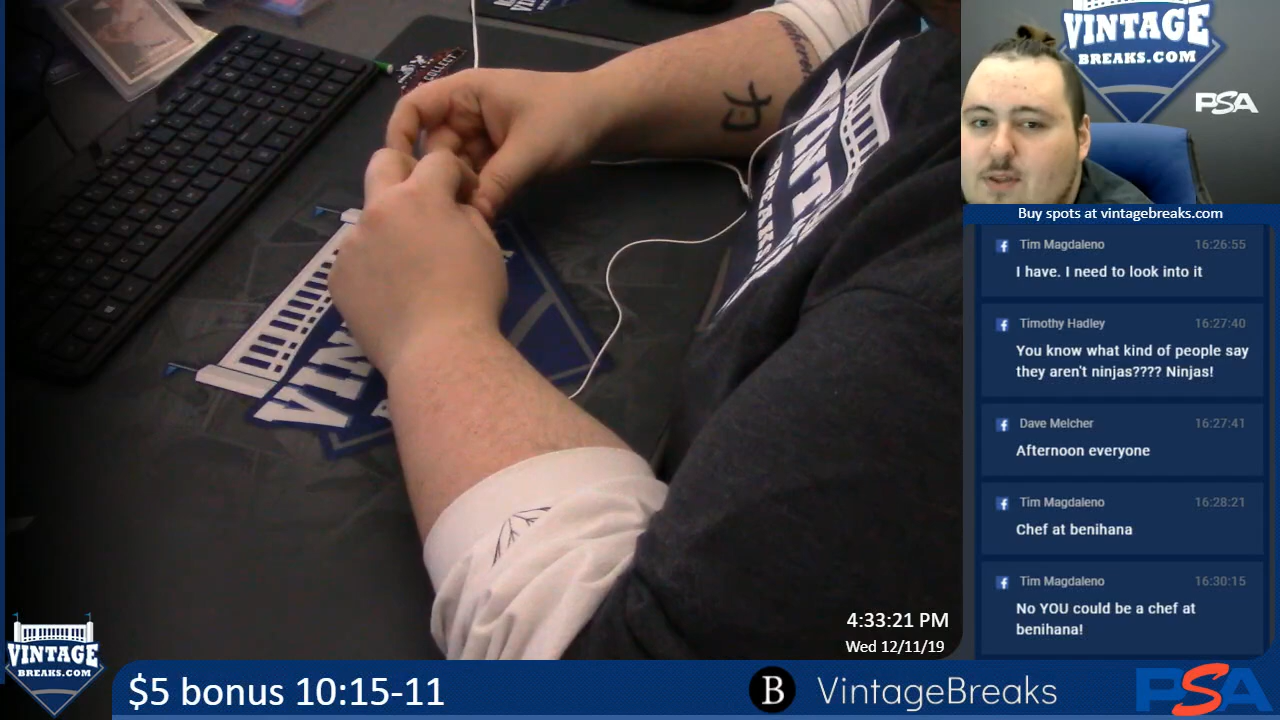 COLLECT
VINTAGE
BREAKS.COM
PSA
Buy spots at vintagebreaks.com
Tim Magdaleno 16:26:55
I have. I need to look into it
Timothy Hadley 16:27:40
You know what kind of people say
they aren't ninjas???? Ninjas!
Dave Melcher 16:27:41
Afternoon everyone
Tim Magdaleno 16:28:21
Chef at benihana
Tim Magdaleno 16:30:15
No YOU could be a chef at
benihana!
4:33:21 PM
Wed 12/11/19
VINTAGE
BREAKS.COM
$5 bonus 10:15-11
B VintageBreaks
PSA